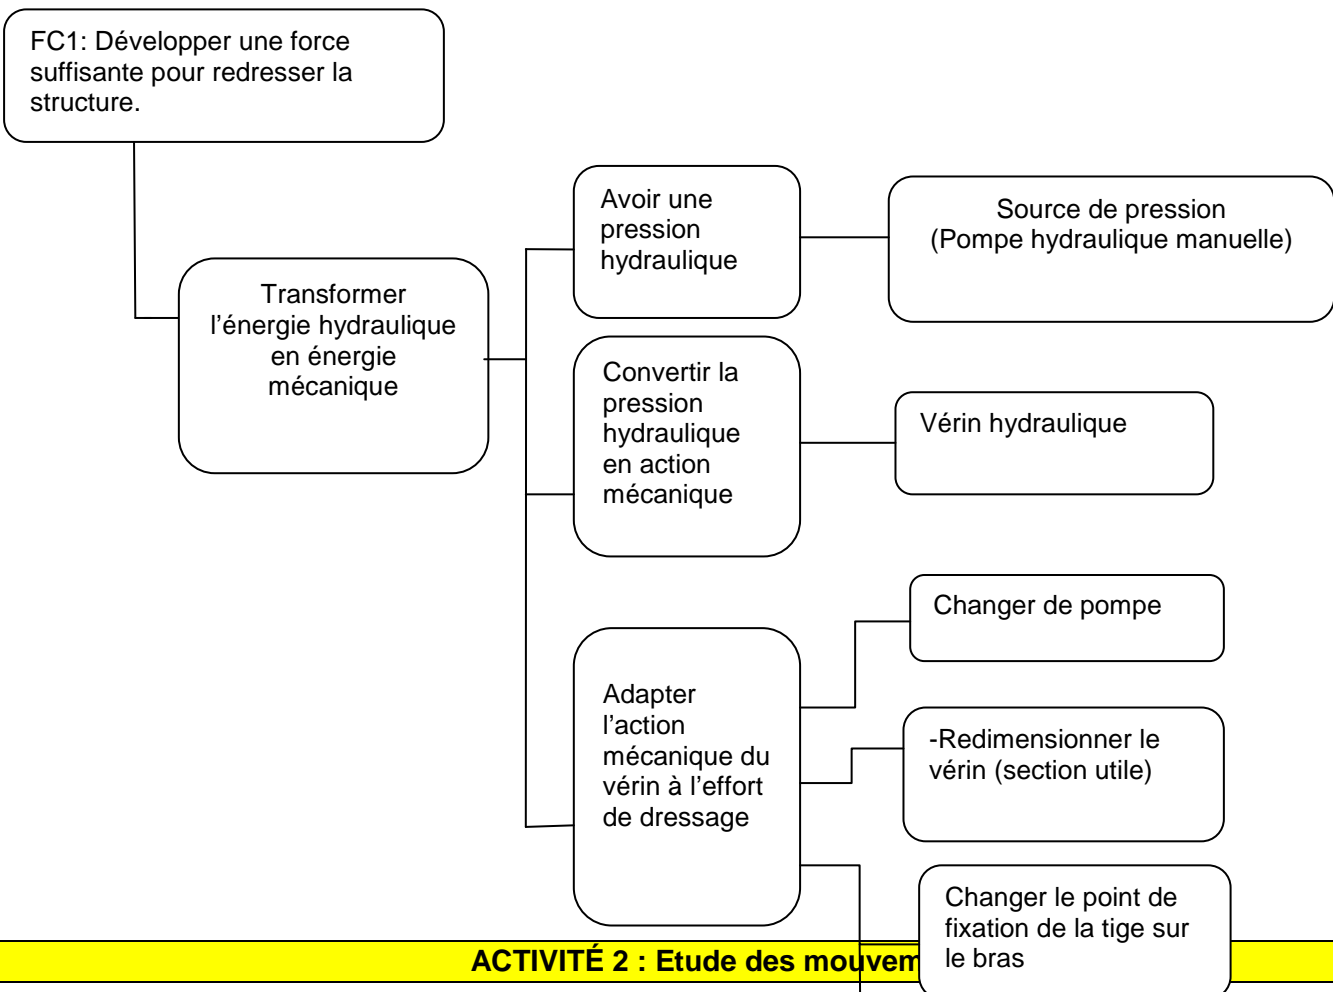 FC1: Développer une force
suffisante pour redresser la
structure.
Transformer
l'énergie hydraulique
en énergie
mécanique
Avoir une
pression
hydraulique
Source de pression
(Pompe hydraulique manuelle)
Convertir la
pression
hydraulique
en action
mécanique
Vérin hydraulique
Adapter
l'action
mécanique du
vérin à l'effort
de dressage
Changer de pompe
-Redimensionner le
vérin (section utile)
Changer le point de
fixation de la tige sur
le bras
ACTIVITÉ 2 : Etude des mouvem